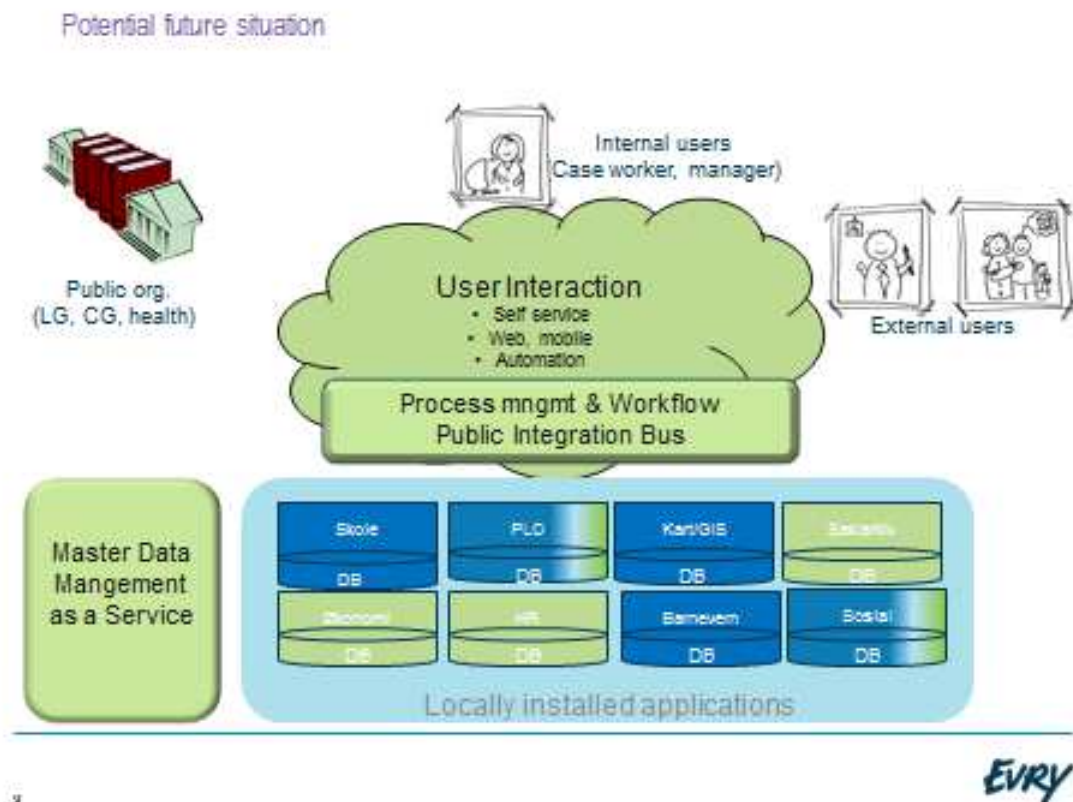 Potential future situation
Internal users
(Case worker, manager)
Public org.
(LG, CG, health)
External users
User Interaction
• Self service
• Web, mobile
• Automation
Process mngmt & Workflow
Public Integration Bus
Master Data
Mangement
as a Service
Skole
PLO
Kart/GIS
DB
DB
DB
DB
Økonomi
HR
Barnevern
Sosial
DB
DB
DB
DB
Locally installed applications
EVRY